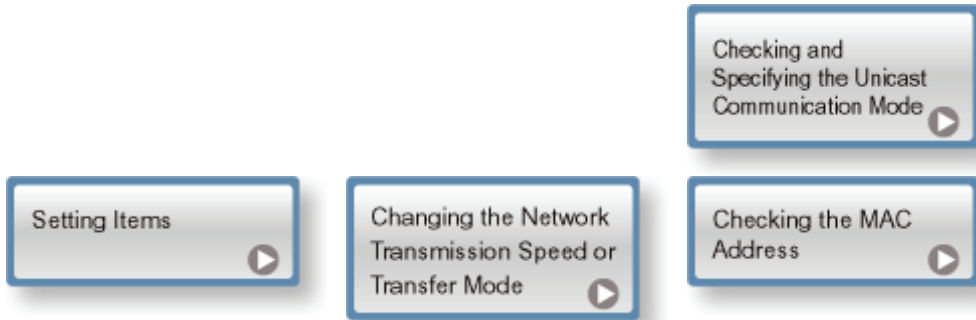 Checking and
Specifying the Unicast
Communication Mode
Setting Items
Changing the Network
Transmission Speed or
Transfer Mode
Checking the MAC
Address